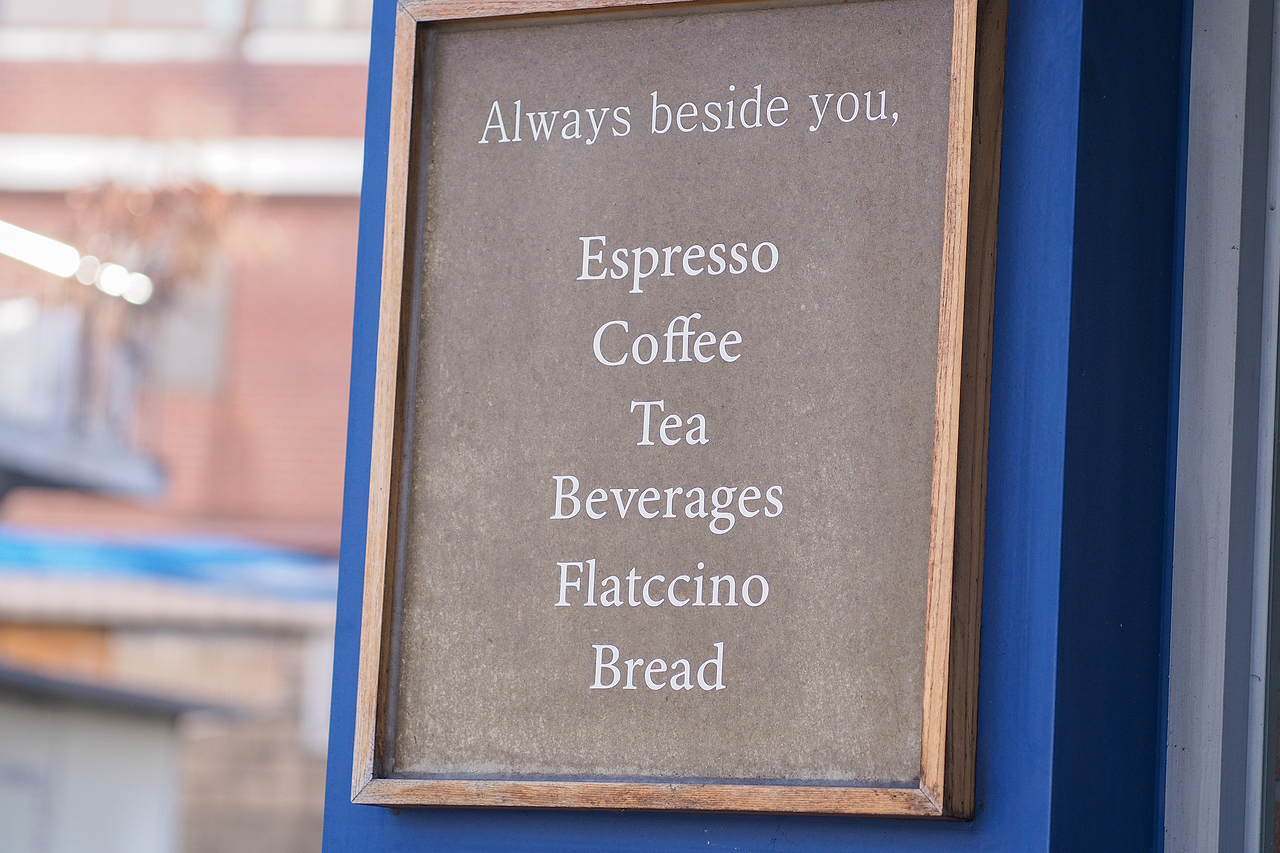 Always beside you,
Espresso
Coffee
Tea
Beverages
Flatccino
Bread